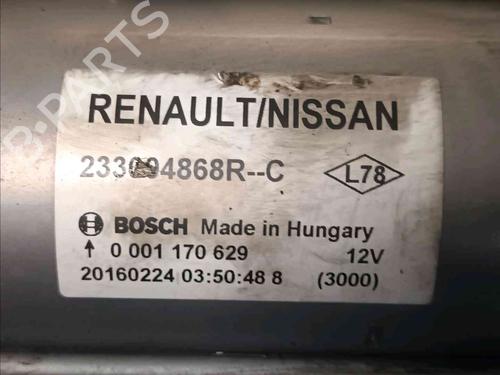 RENAULT/NISSAN
233094868R--C
L78
BOSCH Made in Hungary
0 001 170 629 12V
20160224 03:50:48 8 (3000)
B-PARTS